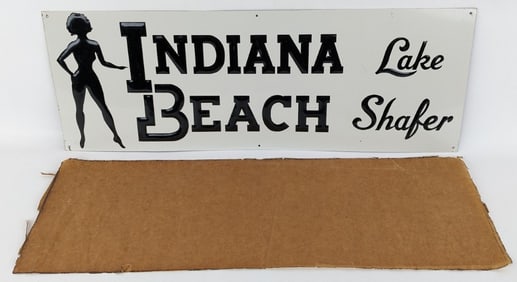 INDIANA Lake
BEACH Shafer